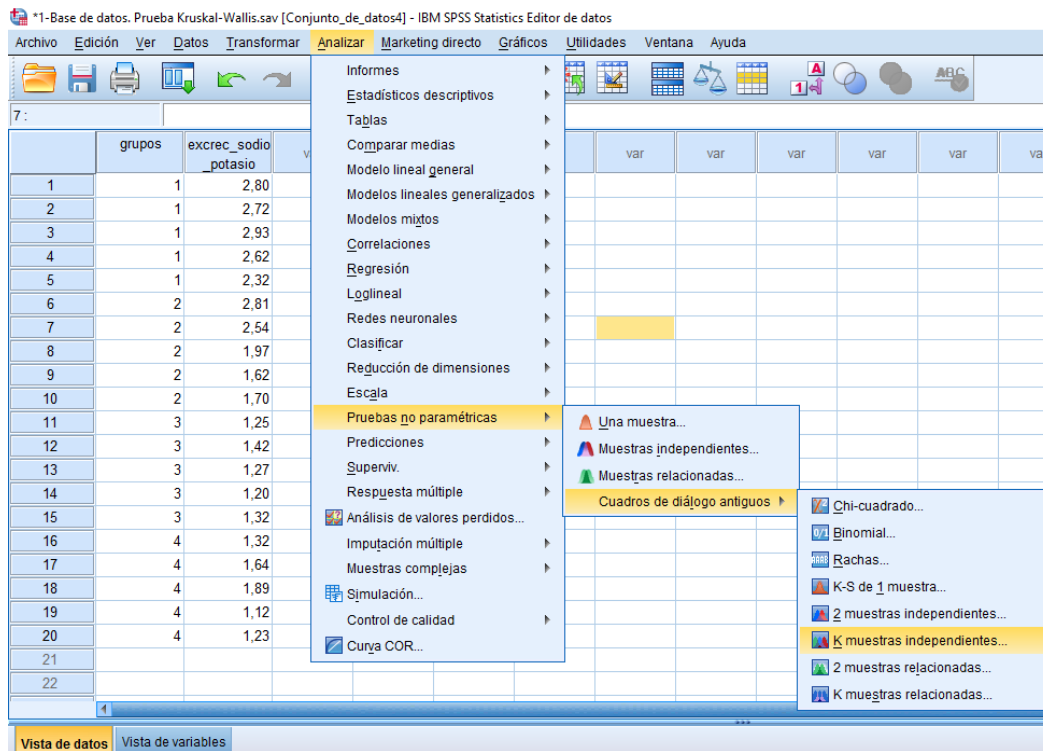 *1-Base de datos. Prueba Kruskal-Wallis.sav [Conjunto_de_datos4] - IBM SPSS Statistics Editor de datos
Archivo Edición Ver Datos Transformar Analizar Marketing directo Gráficos Utilidades Ventana Ayuda
7 :
grupos excrec_sodio_potasio var var var var var
1 1 2,80
2 1 2,72
3 1 2,93
4 1 2,62
5 1 2,32
6 2 2,81
7 2 2,54
8 2 1,97
9 2 1,62
10 2 1,70
11 3 1,25
12 3 1,42
13 3 1,27
14 3 1,20
15 3 1,32
16 4 1,32
17 4 1,64
18 4 1,89
19 4 1,12
20 4 1,23
21
22
Informes
Estadísticos descriptivos
Tablas
Comparar medias
Modelo lineal general
Modelos lineales generalizados
Modelos mixtos
Correlaciones
Regresión
Loglineal
Redes neuronales
Clasificar
Reducción de dimensiones
Escala
Pruebas no paramétricas
Predicciones
Superviv.
Respuesta múltiple
Análisis de valores perdidos...
Imputación múltiple
Muestras complejas
Simulación...
Control de calidad
Curva COR...
Una muestra...
Muestras independientes...
Muestras relacionadas...
Cuadros de diálogo antiguos
Chi-cuadrado...
Binomial...
Rachas...
K-S de 1 muestra...
2 muestras independientes...
K muestras independientes...
2 muestras relacionadas...
K muestras relacionadas...
Vista de datos Vista de variables